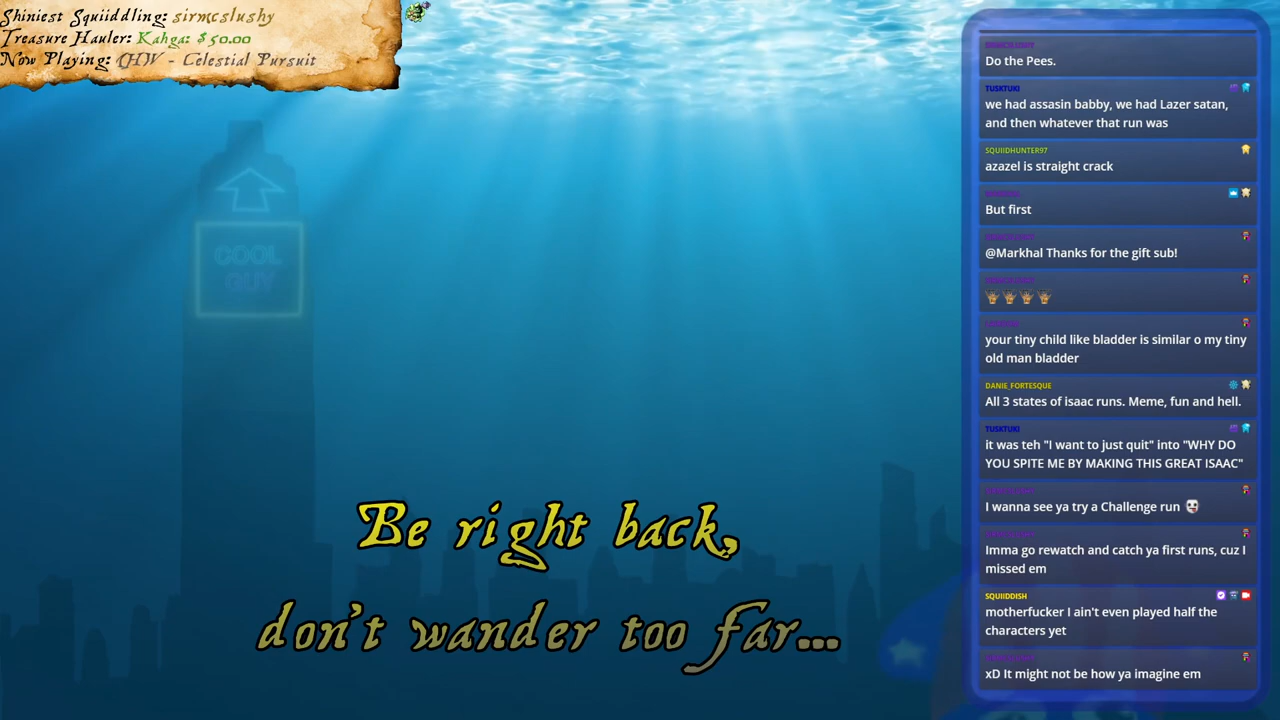 Shiniest Squiiddling: sirmcslushy
Treasure Hauler: Kahga: $50.00
Now Playing: QHW - Celestial Pursuit
COOL
GUY
Be right back,
don't wander too far...
Do the Pees.
TUSKTUKI
we had assasin babby, we had Lazer satan,
and then whatever that run was
SQUIIDHUNTER97
azazel is straight crack
But first
@Markhal Thanks for the gift sub!
your tiny child like bladder is similar o my tiny
old man bladder
DANIE_FORTESQUE
All 3 states of isaac runs. Meme, fun and hell.
TUSKTUKI
it was teh "I want to just quit" into "WHY DO
YOU SPITE ME BY MAKING THIS GREAT ISAAC"
I wanna see ya try a Challenge run
Imma go rewatch and catch ya first runs, cuz I
missed em
SQUIIDDISH
motherfucker I ain't even played half the
characters yet
xD It might not be how ya imagine em